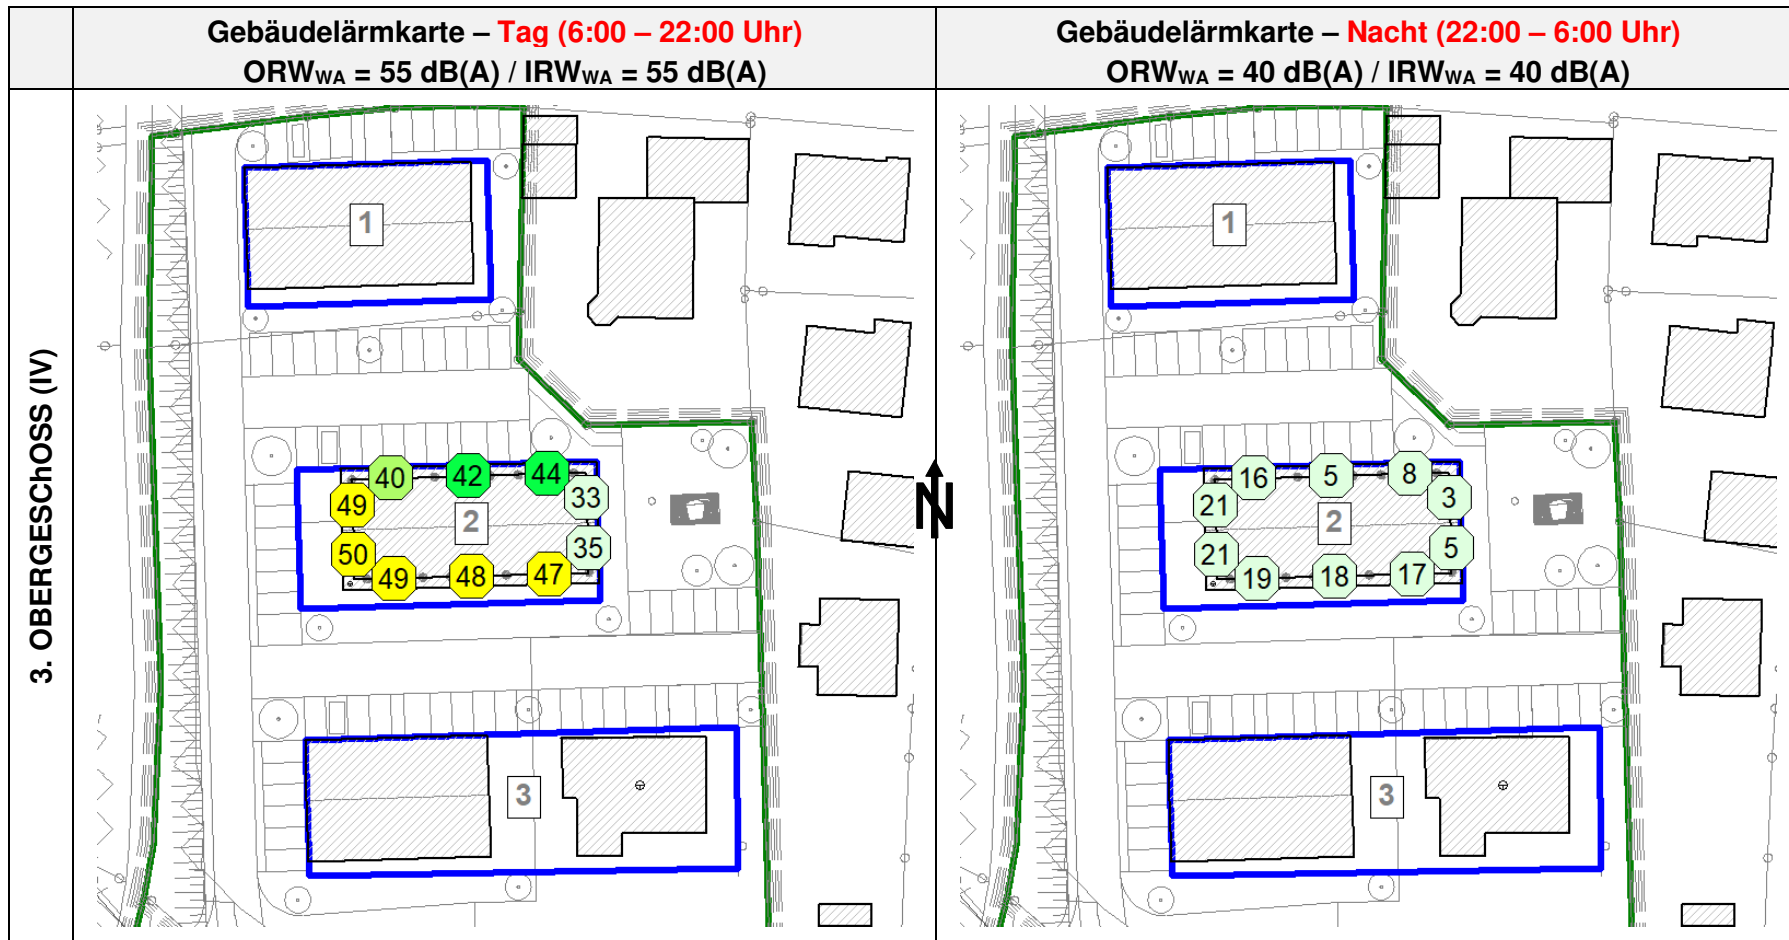 Gebäudelärmkarte – Tag (6:00 – 22:00 Uhr)
ORWWA = 55 dB(A) / IRWWA = 55 dB(A)
Gebäudelärmkarte – Nacht (22:00 – 6:00 Uhr)
ORWWA = 40 dB(A) / IRWWA = 40 dB(A)
3. OBERGESChOSS (IV)
1
40 42 44
49 33
2
50 35
49 48 47
3
N
1
16 5 8
21 3
2
21 5
19 18 17
3